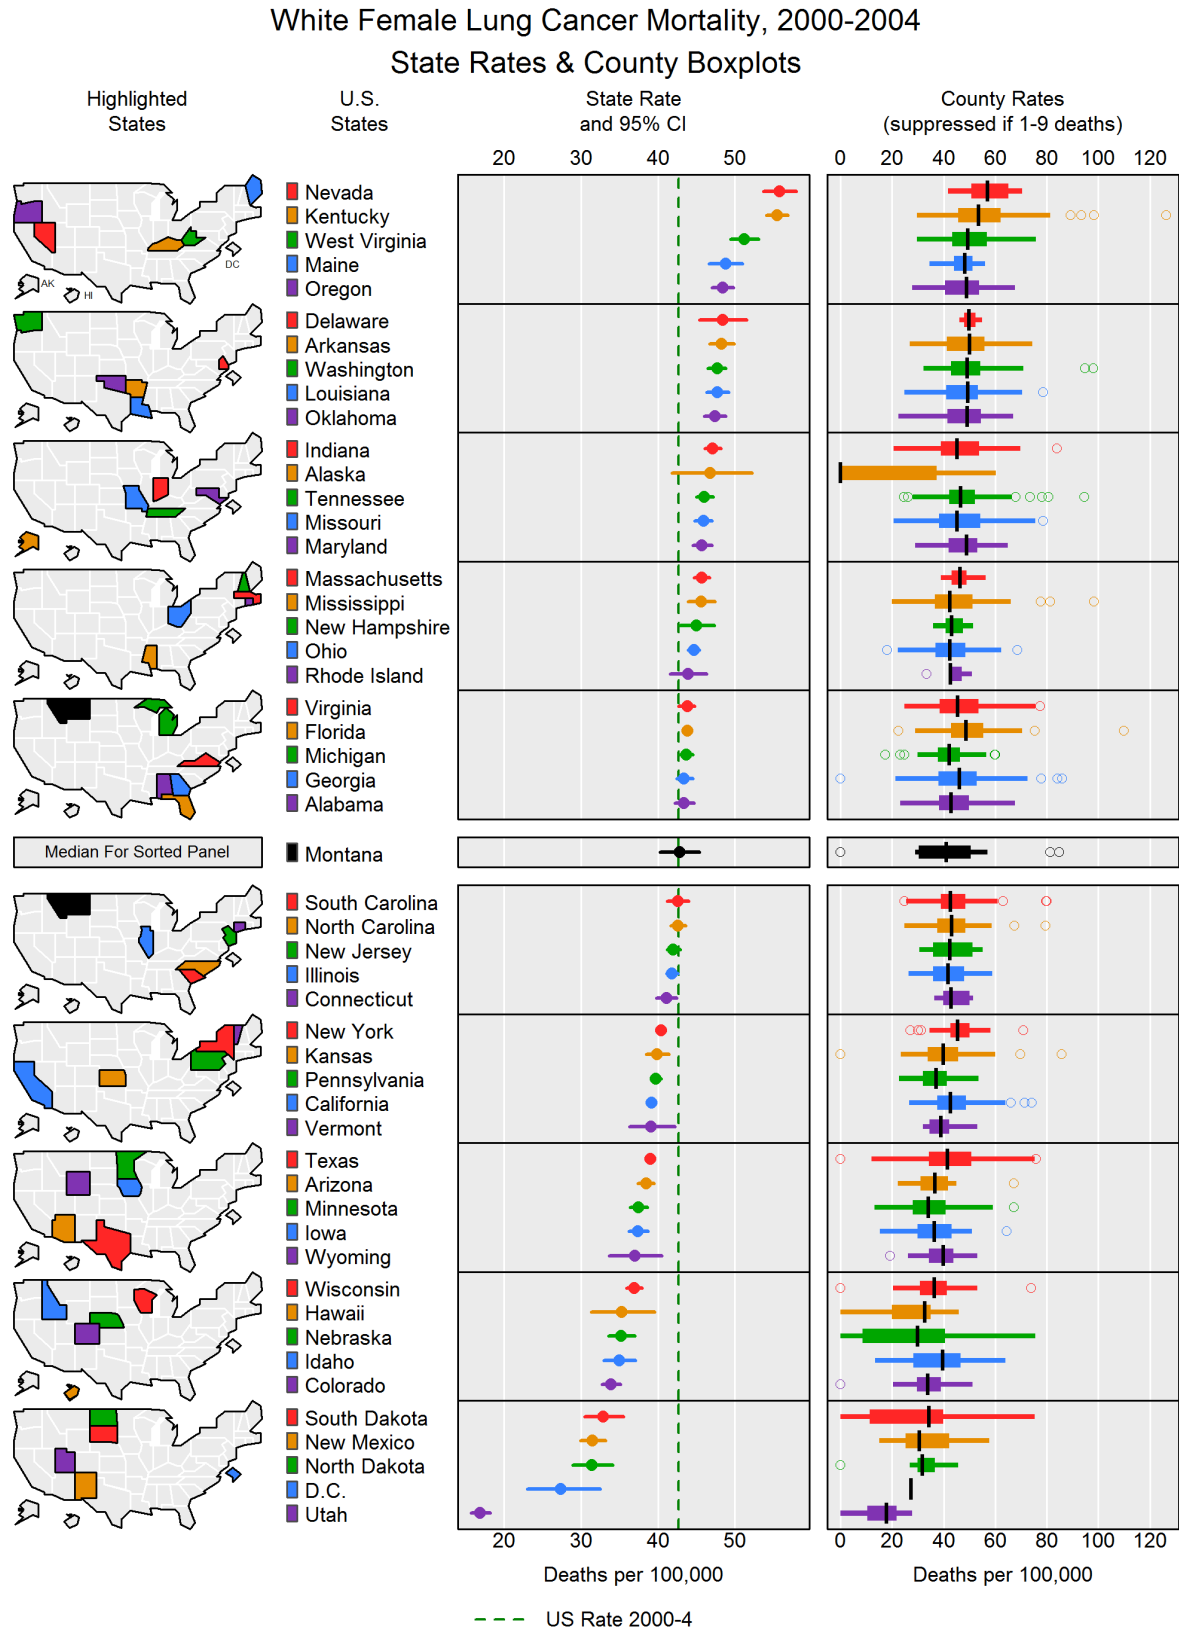 White Female Lung Cancer Mortality, 2000-2004
State Rates & County Boxplots
Highlighted
States
U.S.
States
State Rate
and 95% CI
County Rates
(suppressed if 1-9 deaths)
20 30 40 50
0 20 40 60 80 100 120
Nevada
Kentucky
West Virginia
Maine
Oregon
DC
AK
HI
Delaware
Arkansas
Washington
Louisiana
Oklahoma
Indiana
Alaska
Tennessee
Missouri
Maryland
Massachusetts
Mississippi
New Hampshire
Ohio
Rhode Island
Virginia
Florida
Michigan
Georgia
Alabama
Median For Sorted Panel
Montana
South Carolina
North Carolina
New Jersey
Illinois
Connecticut
New York
Kansas
Pennsylvania
California
Vermont
Texas
Arizona
Minnesota
Iowa
Wyoming
Wisconsin
Hawaii
Nebraska
Idaho
Colorado
South Dakota
New Mexico
North Dakota
D.C.
Utah
20 30 40 50
0 20 40 60 80 100 120
Deaths per 100,000
Deaths per 100,000
US Rate 2000-4